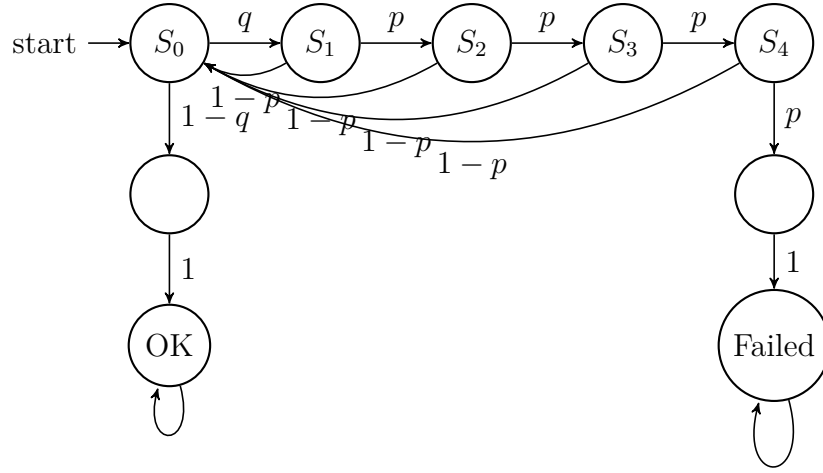 start
S₀
q
S₁
p
S₂
p
S₃
p
S₄
1 − p
1 − p
1 − p
1 − p
1 − q
p
1
1
OK
Failed